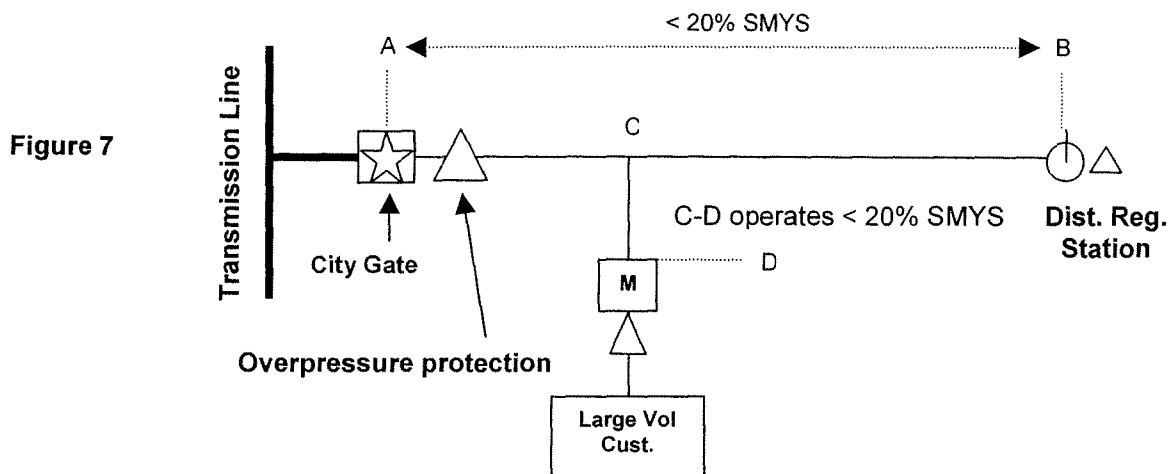 < 20% SMYS
A
B
Transmission Line
Figure 7
C
C-D operates < 20% SMYS
Dist. Reg.
Station
City Gate
D
M
Overpressure protection
Large Vol
Cust.